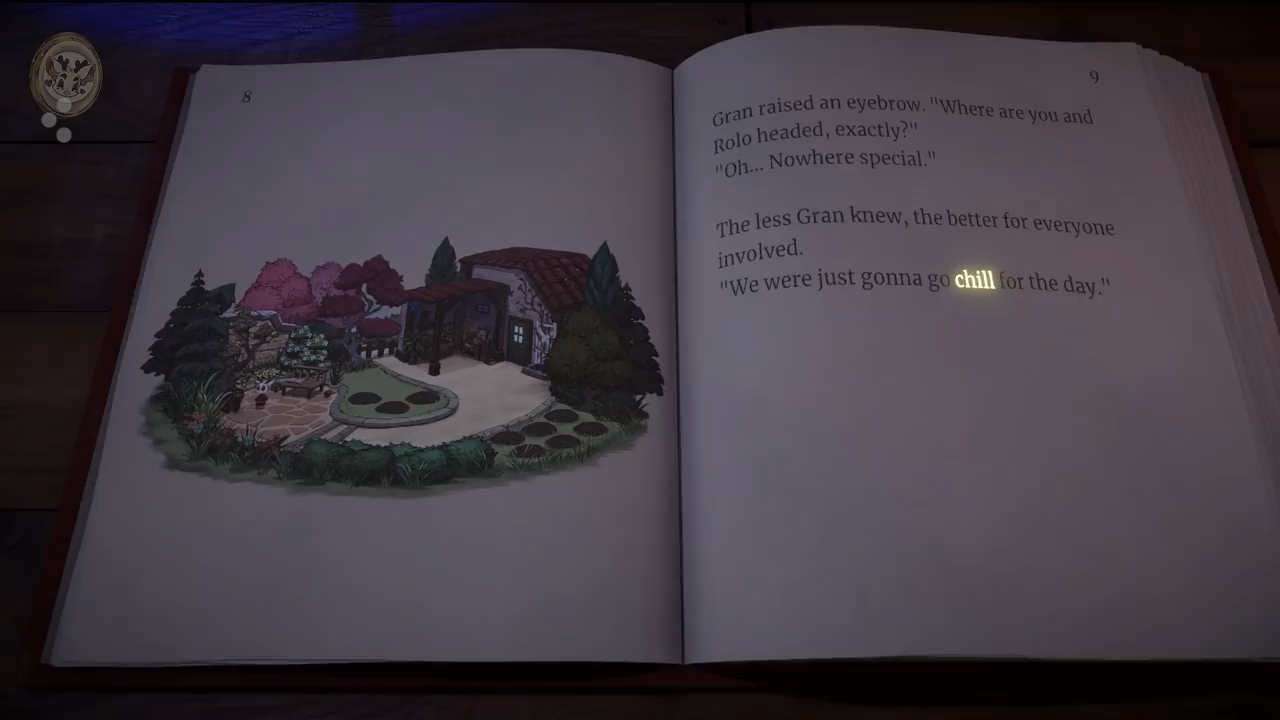 8
9
Gran raised an eyebrow. "Where are you and
Rolo headed, exactly?"
"Oh... Nowhere special."
The less Gran knew, the better for everyone
involved.
"We were just gonna go chill for the day."